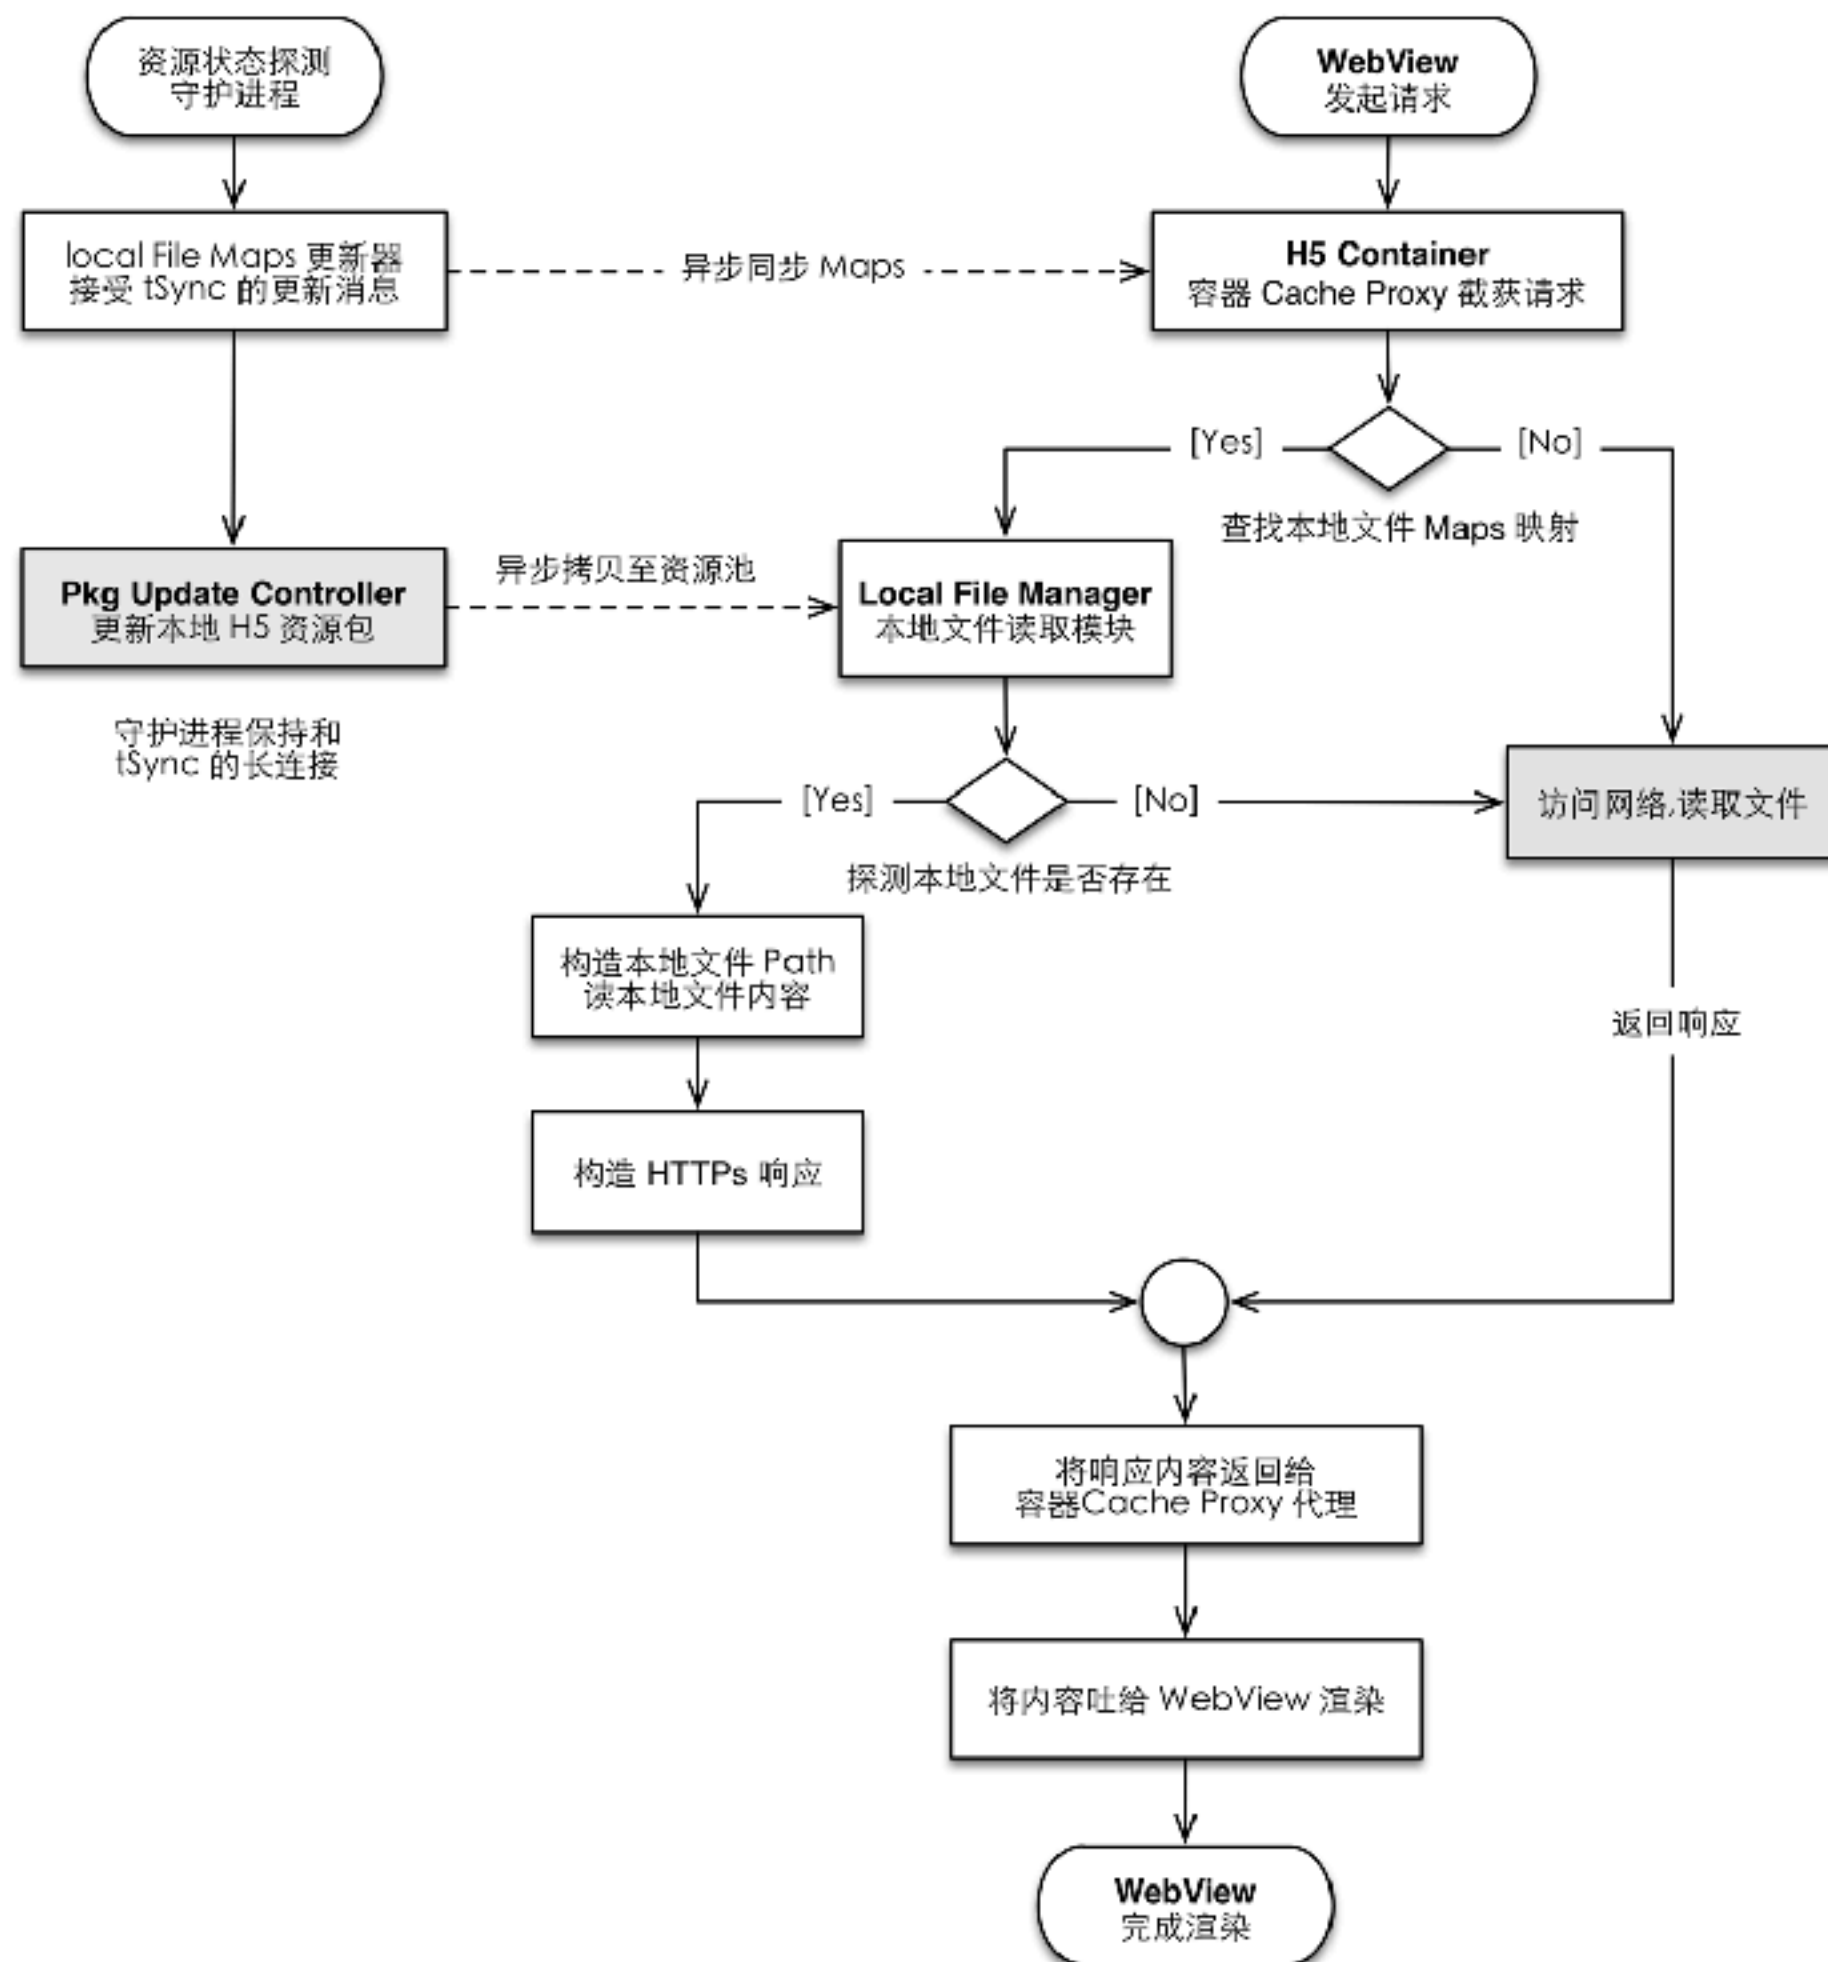 资源状态探测
守护进程
WebView
发起请求
local File Maps 更新器
接受 tSync 的更新消息
异步同步 Maps
H5 Container
容器 Cache Proxy 截获请求
[Yes]
[No]
查找本地文件 Maps 映射
Pkg Update Controller
更新本地 H5 资源包
异步拷贝至资源池
Local File Manager
本地文件读取模块
守护进程保持和
tSync 的长连接
[Yes]
[No]
访问网络,读取文件
探测本地文件是否存在
构造本地文件 Path
读本地文件内容
返回响应
构造 HTTPs 响应
将响应内容返回给
容器Cache Proxy 代理
将内容吐给 WebView 渲染
WebView
完成渲染